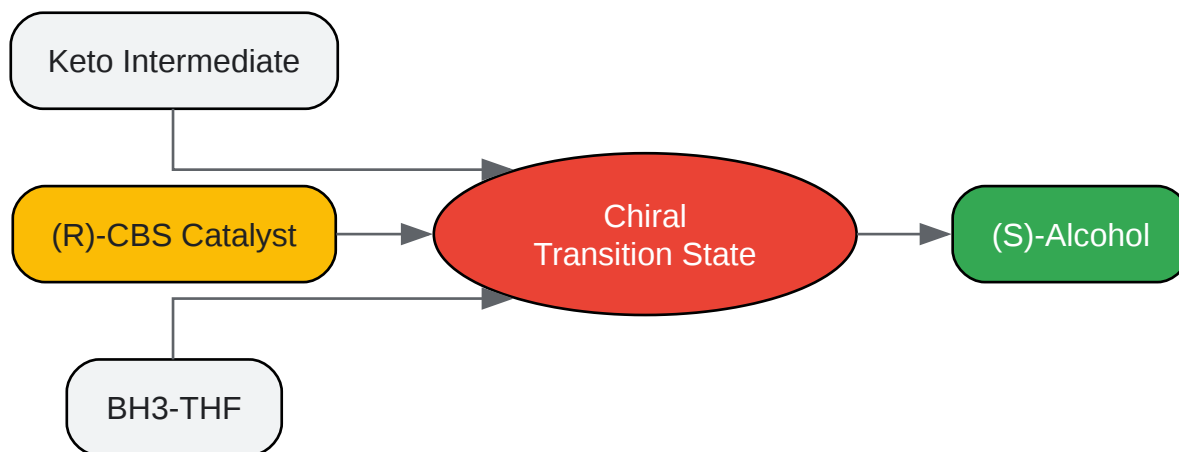 Keto Intermediate
(R)-CBS Catalyst
Chiral
Transition State
(S)-Alcohol
BH3-THF